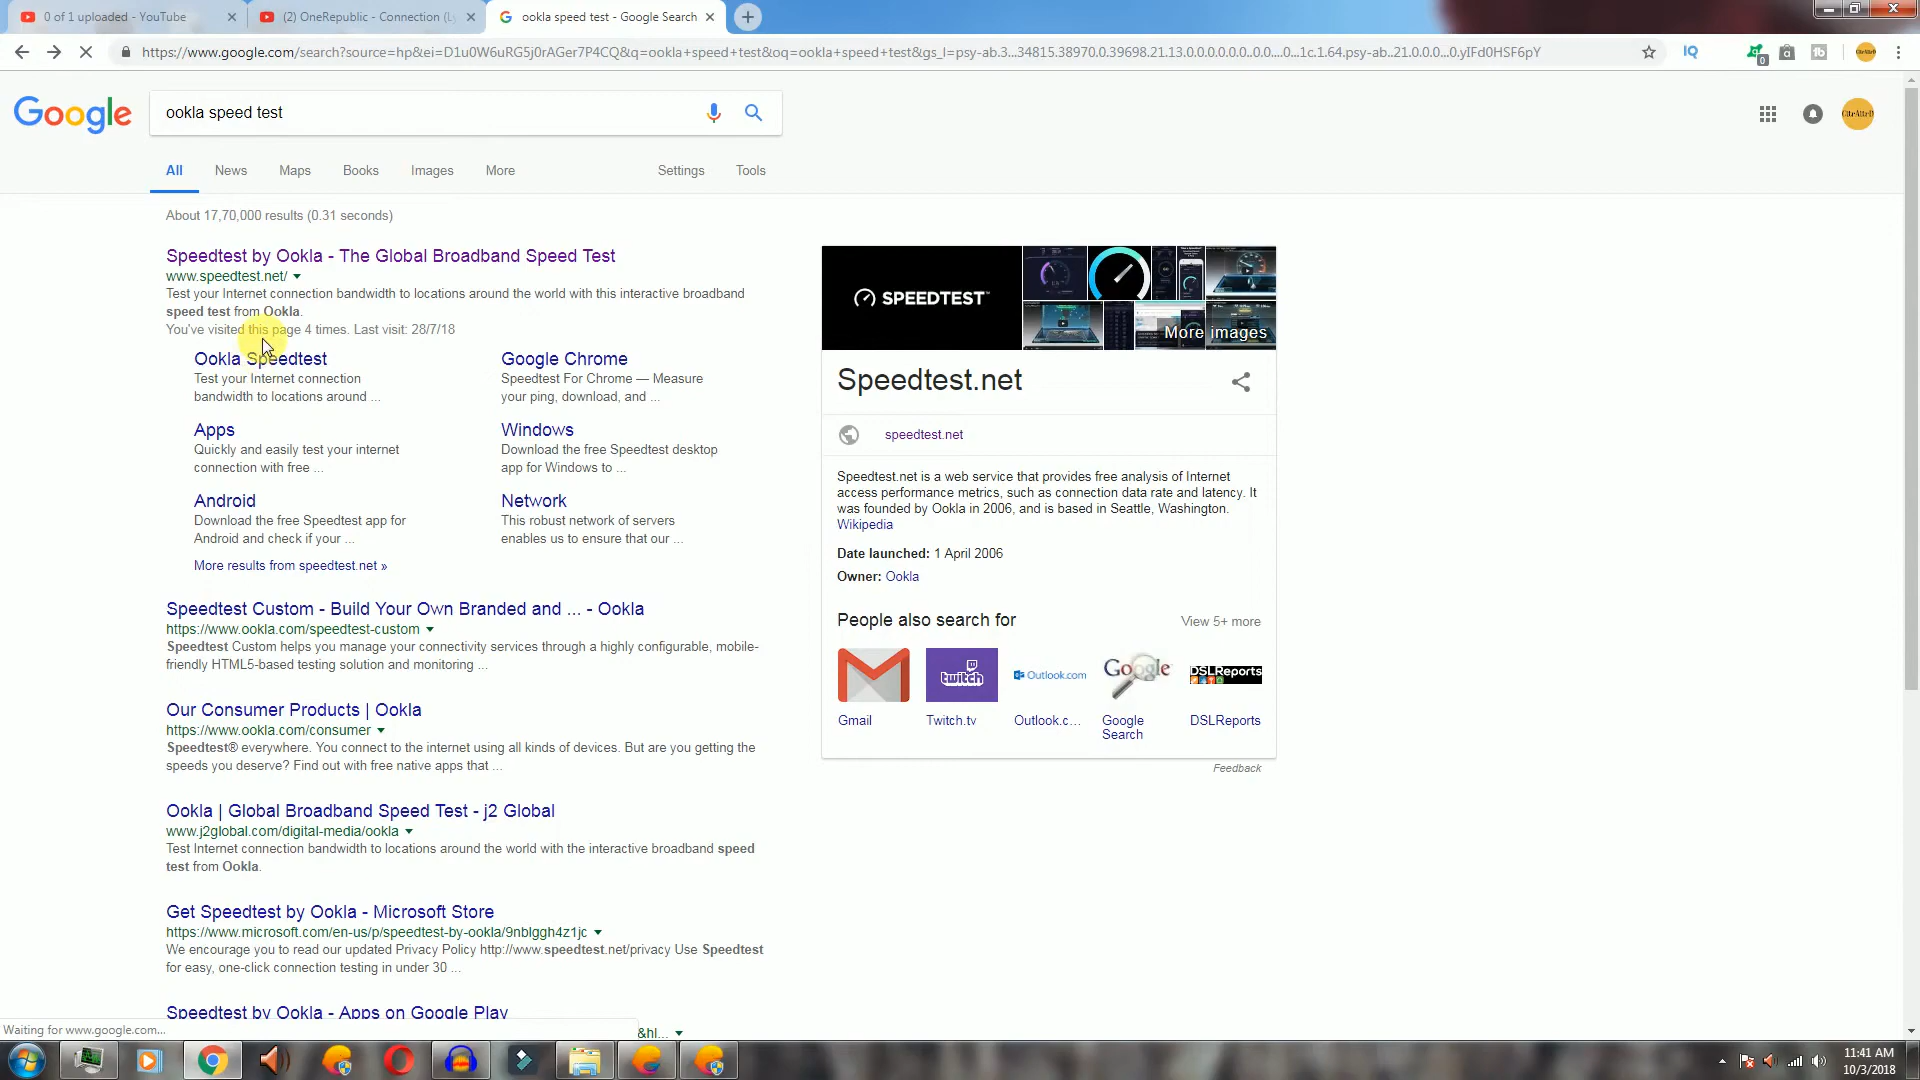 0 of 1 uploaded - YouTube
(2) OneRepublic - Connection (Ly
ookla speed test - Google Search
https://www.google.com/search?source=hp&ei=D1u0W6uRG5j0rAGer7P4CQ&q=ookla+speed+test&oq=ookla+speed+test&gs_l=psy-ab.3...34815.38970.0.39698.21.13.0.0.0.0.0.0.0.0..0.0....0...1c.1.64.psy-ab..21.0.0.0...0.yIFd0HSF6pY
Google
ookla speed test
All News Maps Books Images More Settings Tools
About 17,70,000 results (0.31 seconds)
Speedtest by Ookla - The Global Broadband Speed Test
www.speedtest.net/
Test your Internet connection bandwidth to locations around the world with this interactive broadband
speed test from Ookla.
You've visited this page 4 times. Last visit: 28/7/18
Ookla Speedtest
Test your Internet connection
bandwidth to locations around ...
Google Chrome
Speedtest For Chrome — Measure
your ping, download, and ...
Apps
Quickly and easily test your internet
connection with free ...
Windows
Download the free Speedtest desktop
app for Windows to ...
Android
Download the free Speedtest app for
Android and check if your ...
Network
This robust network of servers
enables us to ensure that our ...
More results from speedtest.net »
Speedtest Custom - Build Your Own Branded and ... - Ookla
https://www.ookla.com/speedtest-custom
Speedtest Custom helps you manage your connectivity services through a highly configurable, mobile-
friendly HTML5-based testing solution and monitoring ...
Our Consumer Products | Ookla
https://www.ookla.com/consumer
Speedtest® everywhere. You connect to the internet using all kinds of devices. But are you getting the
speeds you deserve? Find out with free native apps that ...
Ookla | Global Broadband Speed Test - j2 Global
www.j2global.com/digital-media/ookla
Test Internet connection bandwidth to locations around the world with the interactive broadband speed
test from Ookla.
Get Speedtest by Ookla - Microsoft Store
https://www.microsoft.com/en-us/p/speedtest-by-ookla/9nblggh4z1jc
We encourage you to read our updated Privacy Policy http://www.speedtest.net/privacy Use Speedtest
for easy, one-click connection testing in under 30 ...
Speedtest by Ookla - Apps on Google Play
&hl...
Waiting for www.google.com...
SPEEDTEST
More images
Speedtest.net
speedtest.net
Speedtest.net is a web service that provides free analysis of Internet
access performance metrics, such as connection data rate and latency. It
was founded by Ookla in 2006, and is based in Seattle, Washington.
Wikipedia
Date launched: 1 April 2006
Owner: Ookla
People also search for
View 5+ more
twitch
Outlook.com
Google
DSLReports
Gmail
Twitch.tv
Outlook.c...
Google
Search
DSLReports
Feedback
11:41 AM
10/3/2018